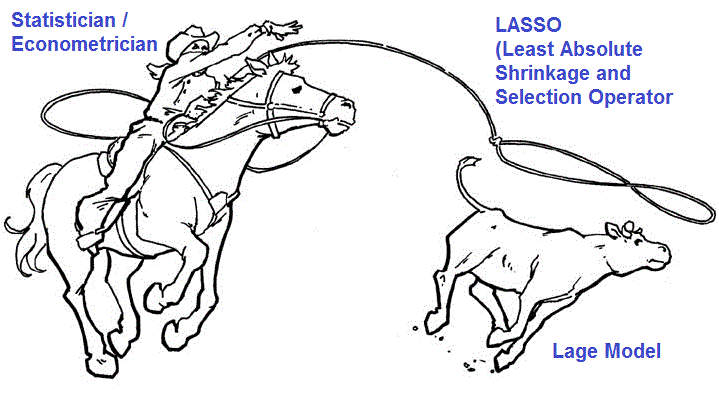 Statistician /
Econometrician
LASSO
(Least Absolute
Shrinkage and
Selection Operator
Lage Model